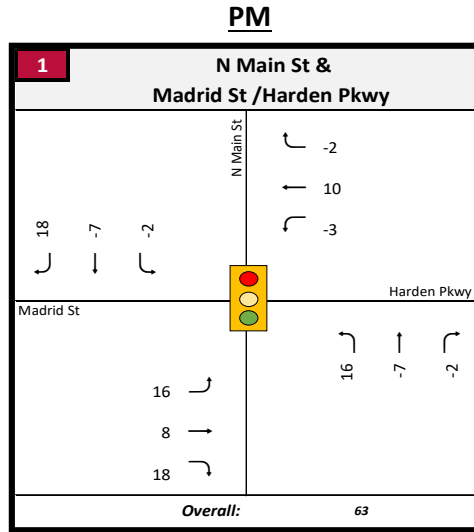 PM
1
N Main St &
Madrid St /Harden Pkwy
N Main St
-2
10
-3
18
-7
-2
Harden Pkwy
Madrid St
16
-7
-2
16
8
18
Overall: 63